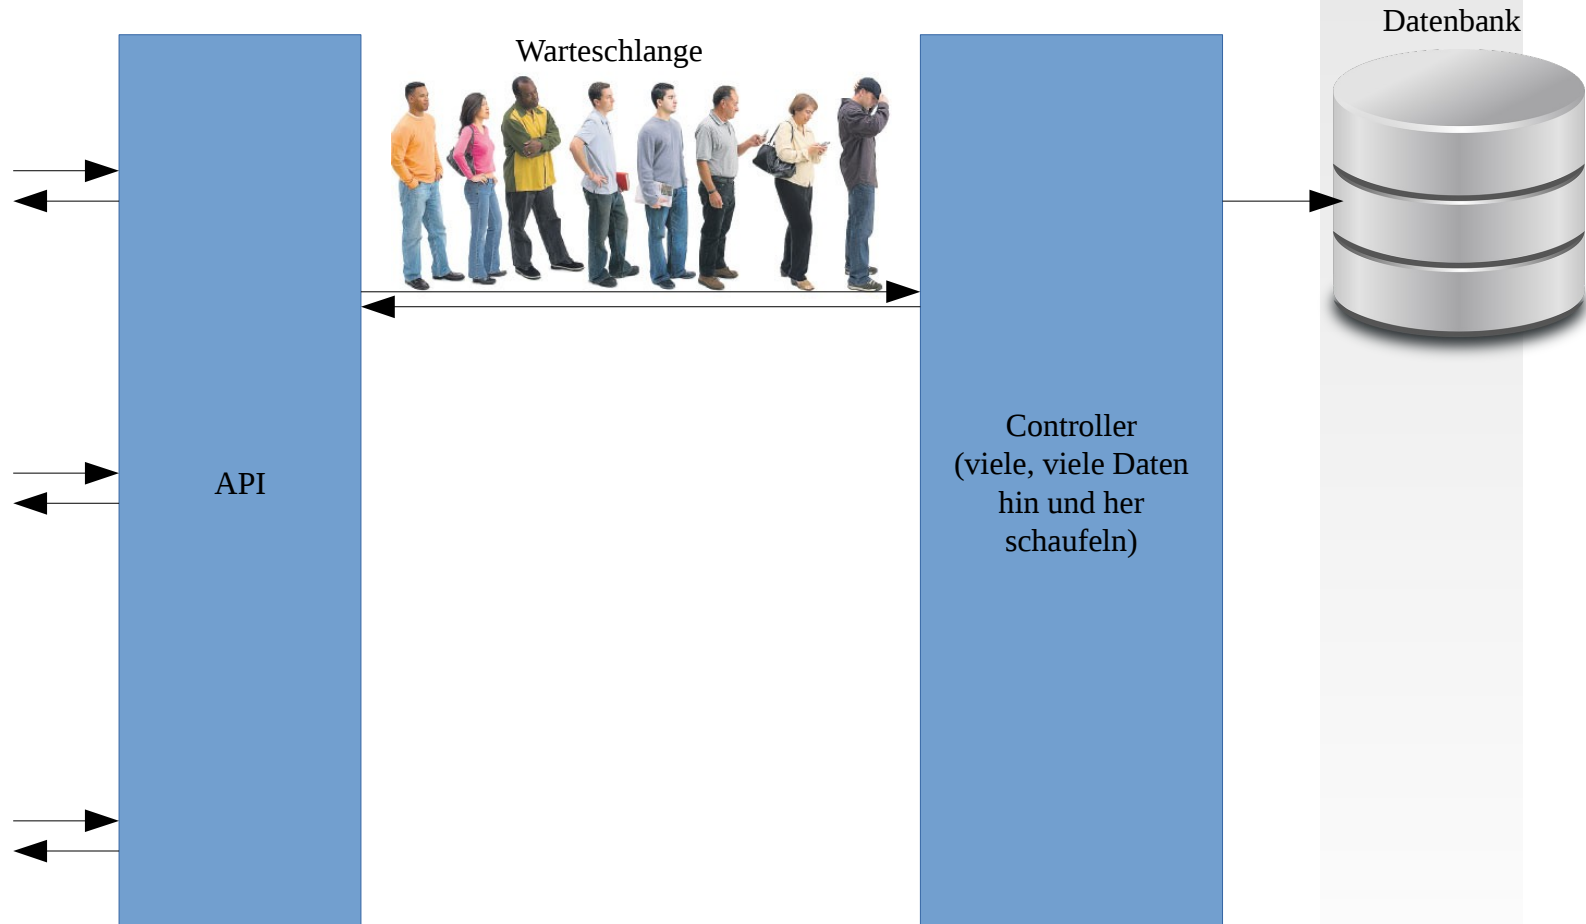 Warteschlange
Datenbank
API
Controller
(viele, viele Daten
hin und her
schaufeln)